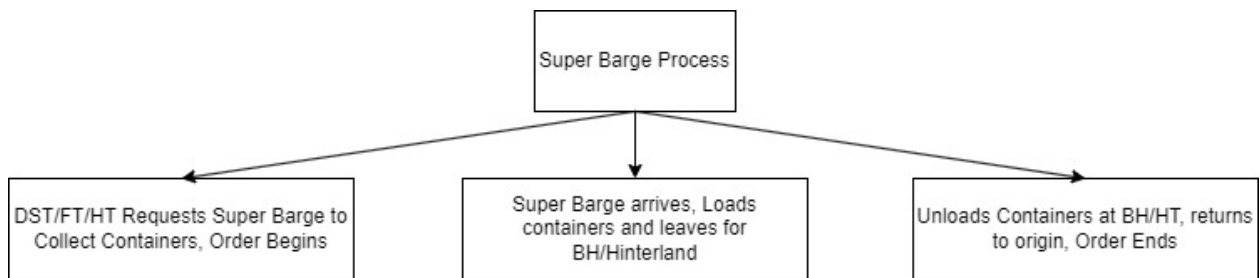 Super Barge Process
DST/FT/HT Requests Super Barge to
Collect Containers, Order Begins
Super Barge arrives, Loads
containers and leaves for
BH/Hinterland
Unloads Containers at BH/HT, returns
to origin, Order Ends